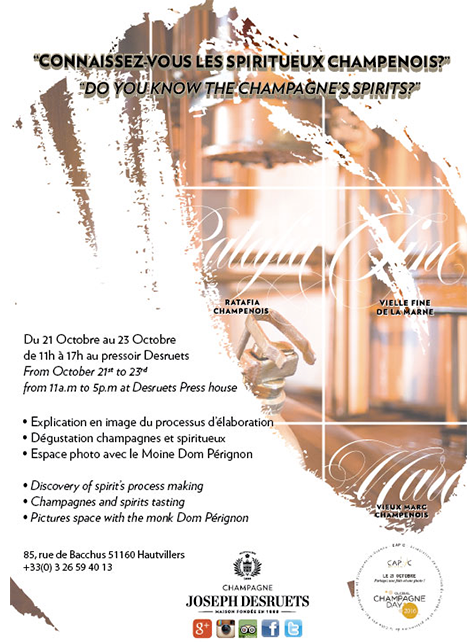 "CONNAISSEZ-VOUS LES SPIRITUEUX CHAMPENOIS?"
"DO YOU KNOW THE CHAMPAGNE'S SPIRITS?"
Ratafia Fine
RATAFIA
CHAMPENOIS
VIELLE FINE
DE LA MARNE
Du 21 Octobre au 23 Octobre
de 11h à 17h au pressoir Desruets
From October 21st to 23rd
from 11a.m to 5p.m at Desruets Press house
• Explication en image du processus d'élaboration
• Dégustation champagnes et spiritueux
• Espace photo avec le Moine Dom Pérignon
Marc
VIEUX MARC
CHAMPENOIS
• Discovery of spirit's process making
• Champagnes and spirits tasting
• Pictures space with the monk Dom Pérignon
85, rue de Bacchus 51160 Hautvillers
+33(0) 3 26 59 40 13
CHAMPAGNE
JOSEPH DESRUETS
MAISON FONDÉE EN 1888
LE 21 OCTOBRE
GLOBAL
CHAMPAGNE
DAY 2016